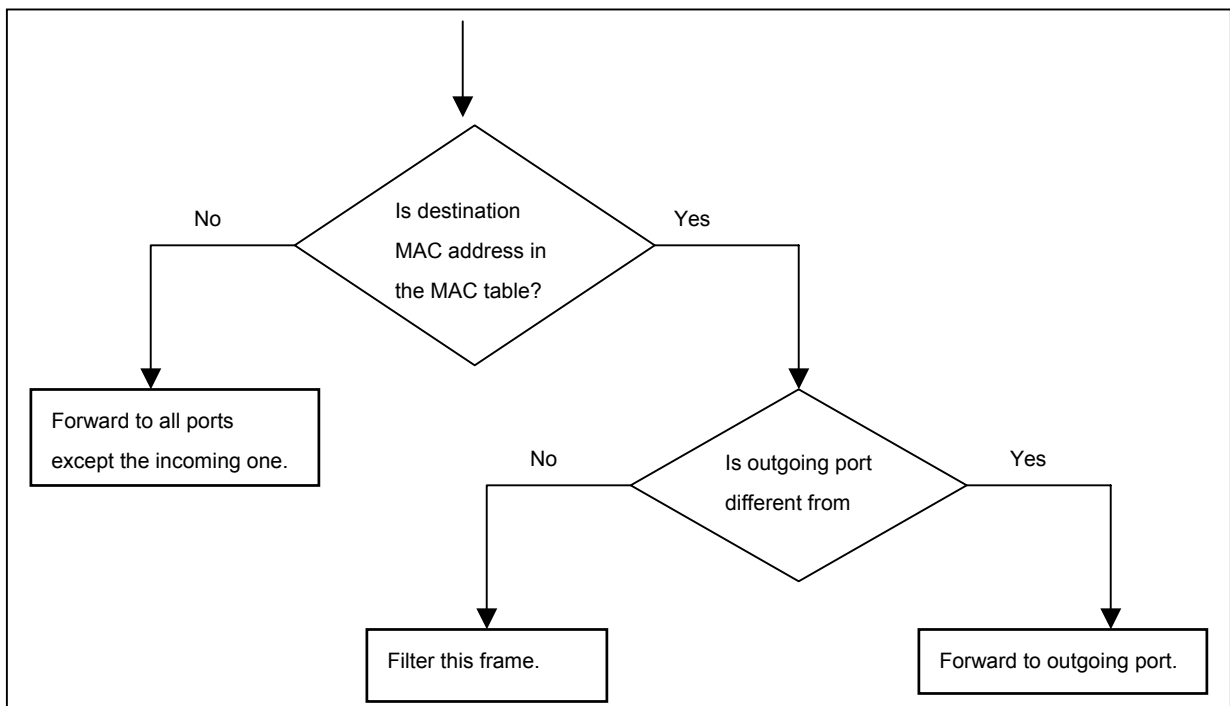 No
Is destination
MAC address in
the MAC table?
Yes
Forward to all ports
except the incoming one.
No
Is outgoing port
different from
Yes
Filter this frame.
Forward to outgoing port.